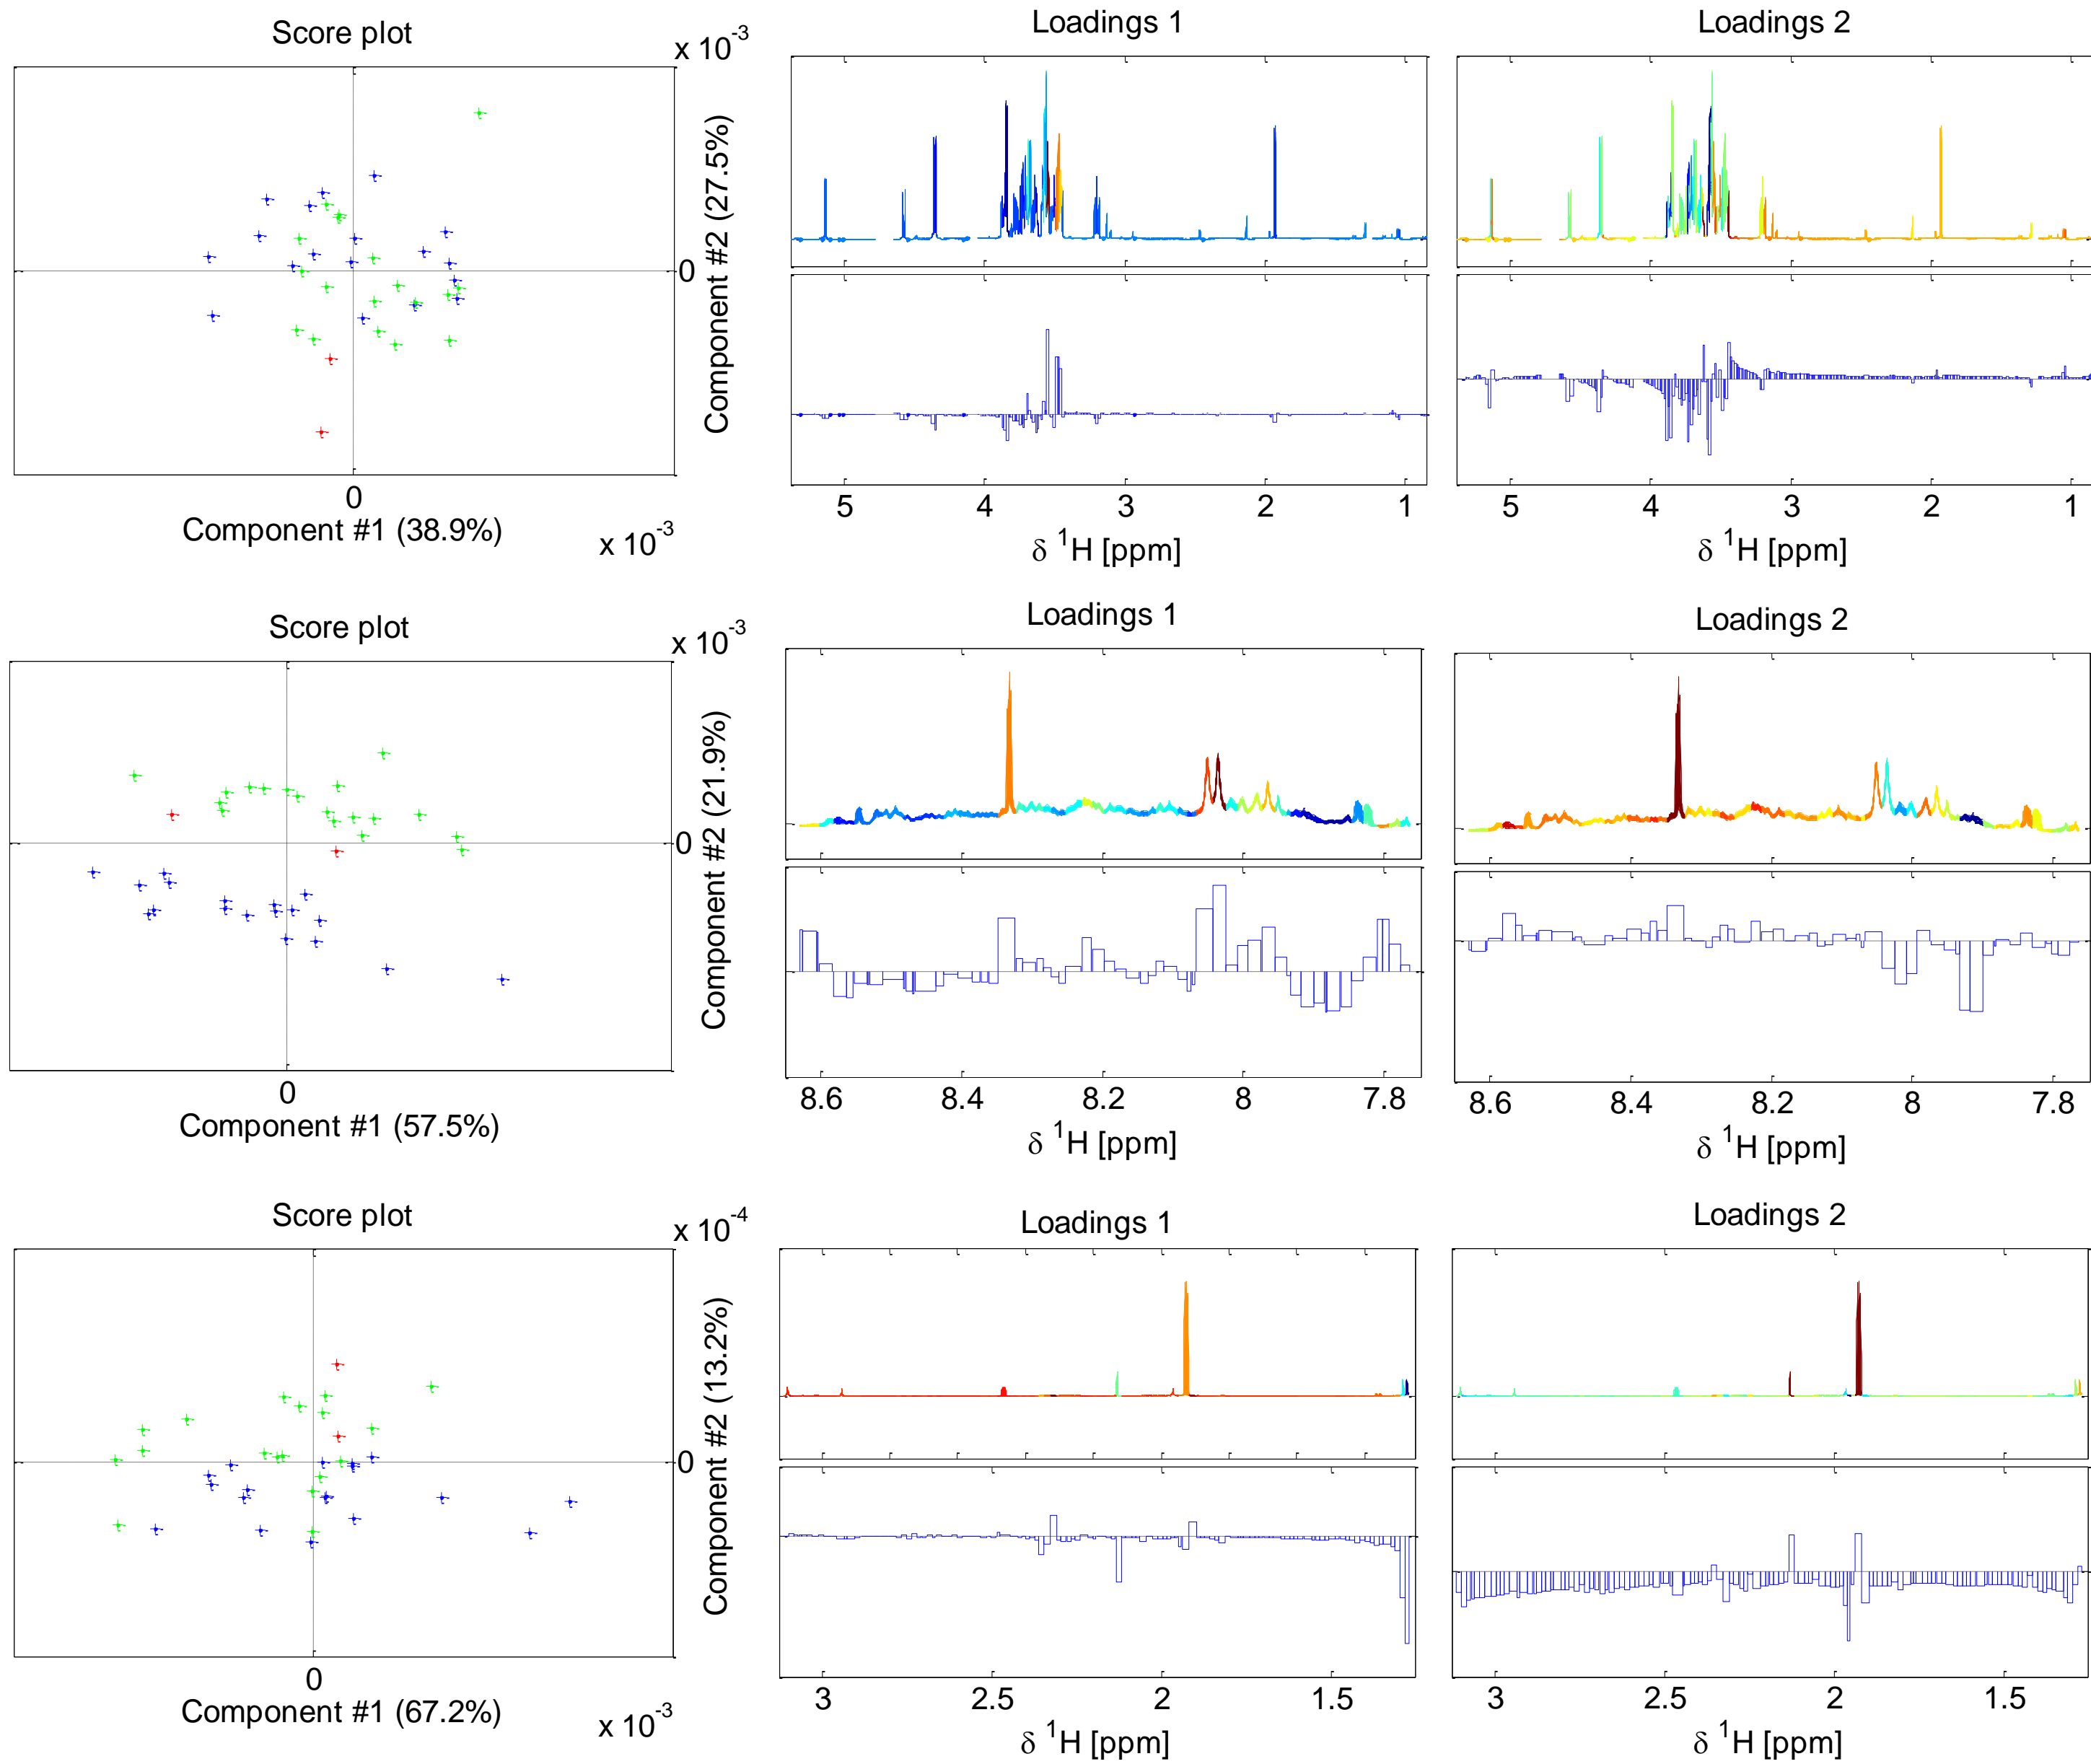 Score plot
x 10-3
Component #2 (27.5%)
0
0
Component #1 (38.9%)
x 10-3
Loadings 1
5 4 3 2 1
δ 1H [ppm]
Loadings 2
5 4 3 2 1
δ 1H [ppm]
Score plot
x 10-3
Component #2 (21.9%)
0
0
Component #1 (57.5%)
Loadings 1
8.6 8.4 8.2 8 7.8
δ 1H [ppm]
Loadings 2
8.6 8.4 8.2 8 7.8
δ 1H [ppm]
Score plot
x 10-4
Component #2 (13.2%)
0
0
Component #1 (67.2%)
x 10-3
Loadings 1
3 2.5 2 1.5
δ 1H [ppm]
Loadings 2
3 2.5 2 1.5
δ 1H [ppm]